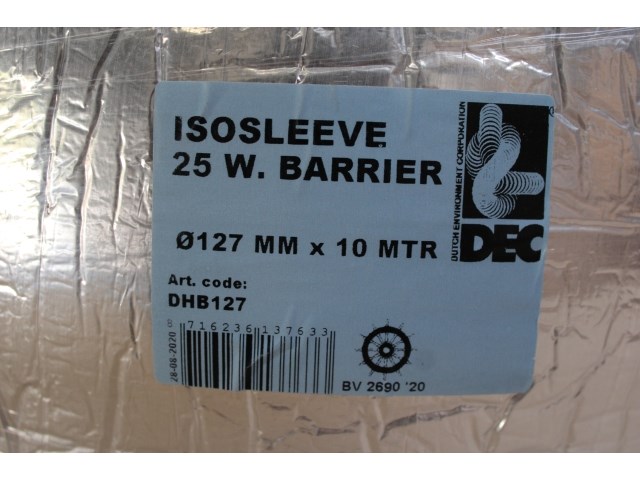 ISOSLEEVE
25 W. BARRIER
Ø127 MM x 10 MTR
Art. code:
DHB127
8 716236 137633
28-08-2020
BV 2690 '20
DUTCH ENVIRONMENT CORPORATION
DEC